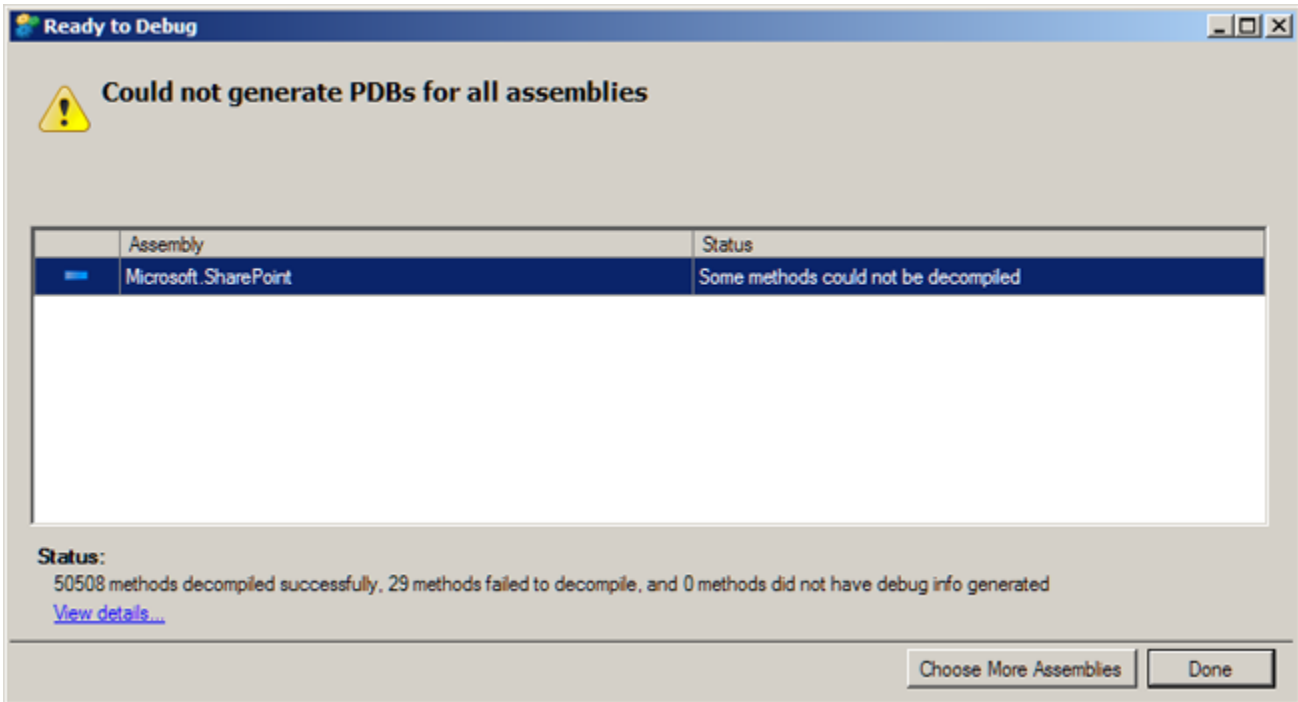 Ready to Debug
Could not generate PDBs for all assemblies
Assembly Status
Microsoft.SharePoint Some methods could not be decompiled
Status:
50508 methods decompiled successfully, 29 methods failed to decompile, and 0 methods did not have debug info generated
View details...
Choose More Assemblies Done